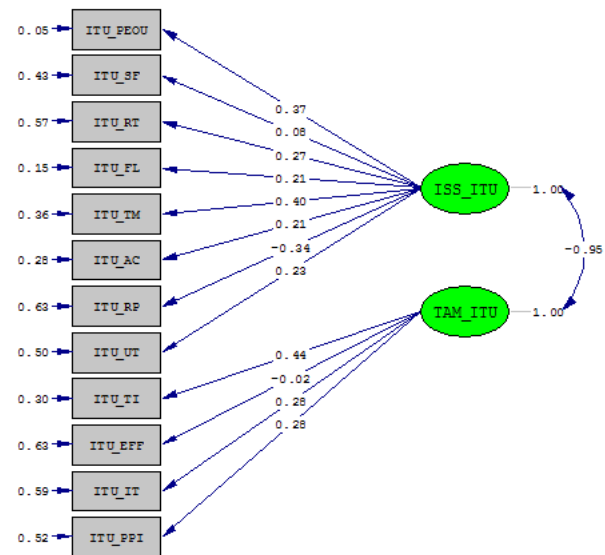 0.05 ITU_PEOU
0.43 ITU_SF
0.57 ITU_RT
0.15 ITU_FL
0.36 ITU_TM
0.28 ITU_AC
0.63 ITU_RP
0.50 ITU_UT
0.30 ITU_TI
0.63 ITU_EFF
0.59 ITU_IT
0.52 ITU_PPI
0.37
0.08
0.27
0.21
0.40
0.21
-0.34
0.23
0.44
-0.02
0.28
0.28
ISS_ITU 1.00
-0.95
TAM_ITU 1.00